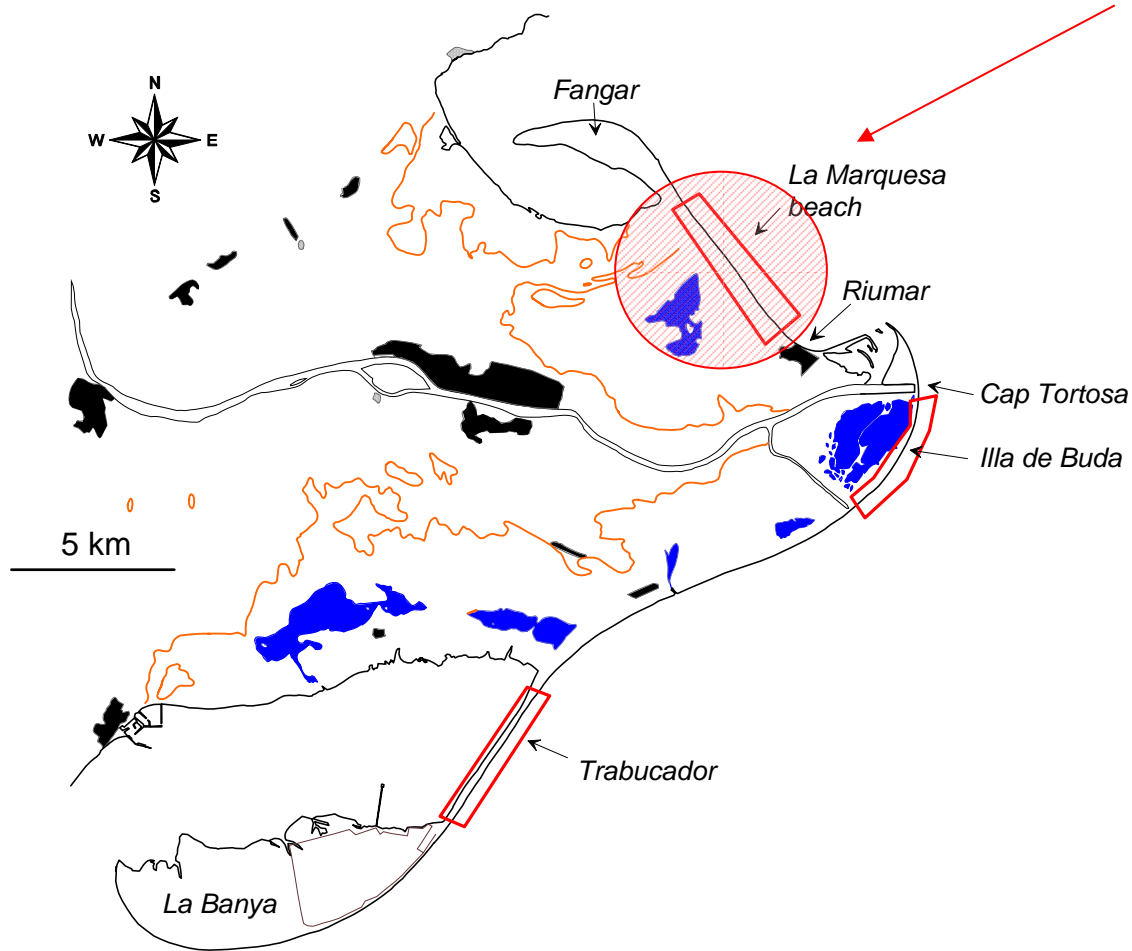 N
W
E
S
Fangar
La Marquesa
beach
Riumar
Cap Tortosa
Illa de Buda
5 km
Trabucador
La Banya